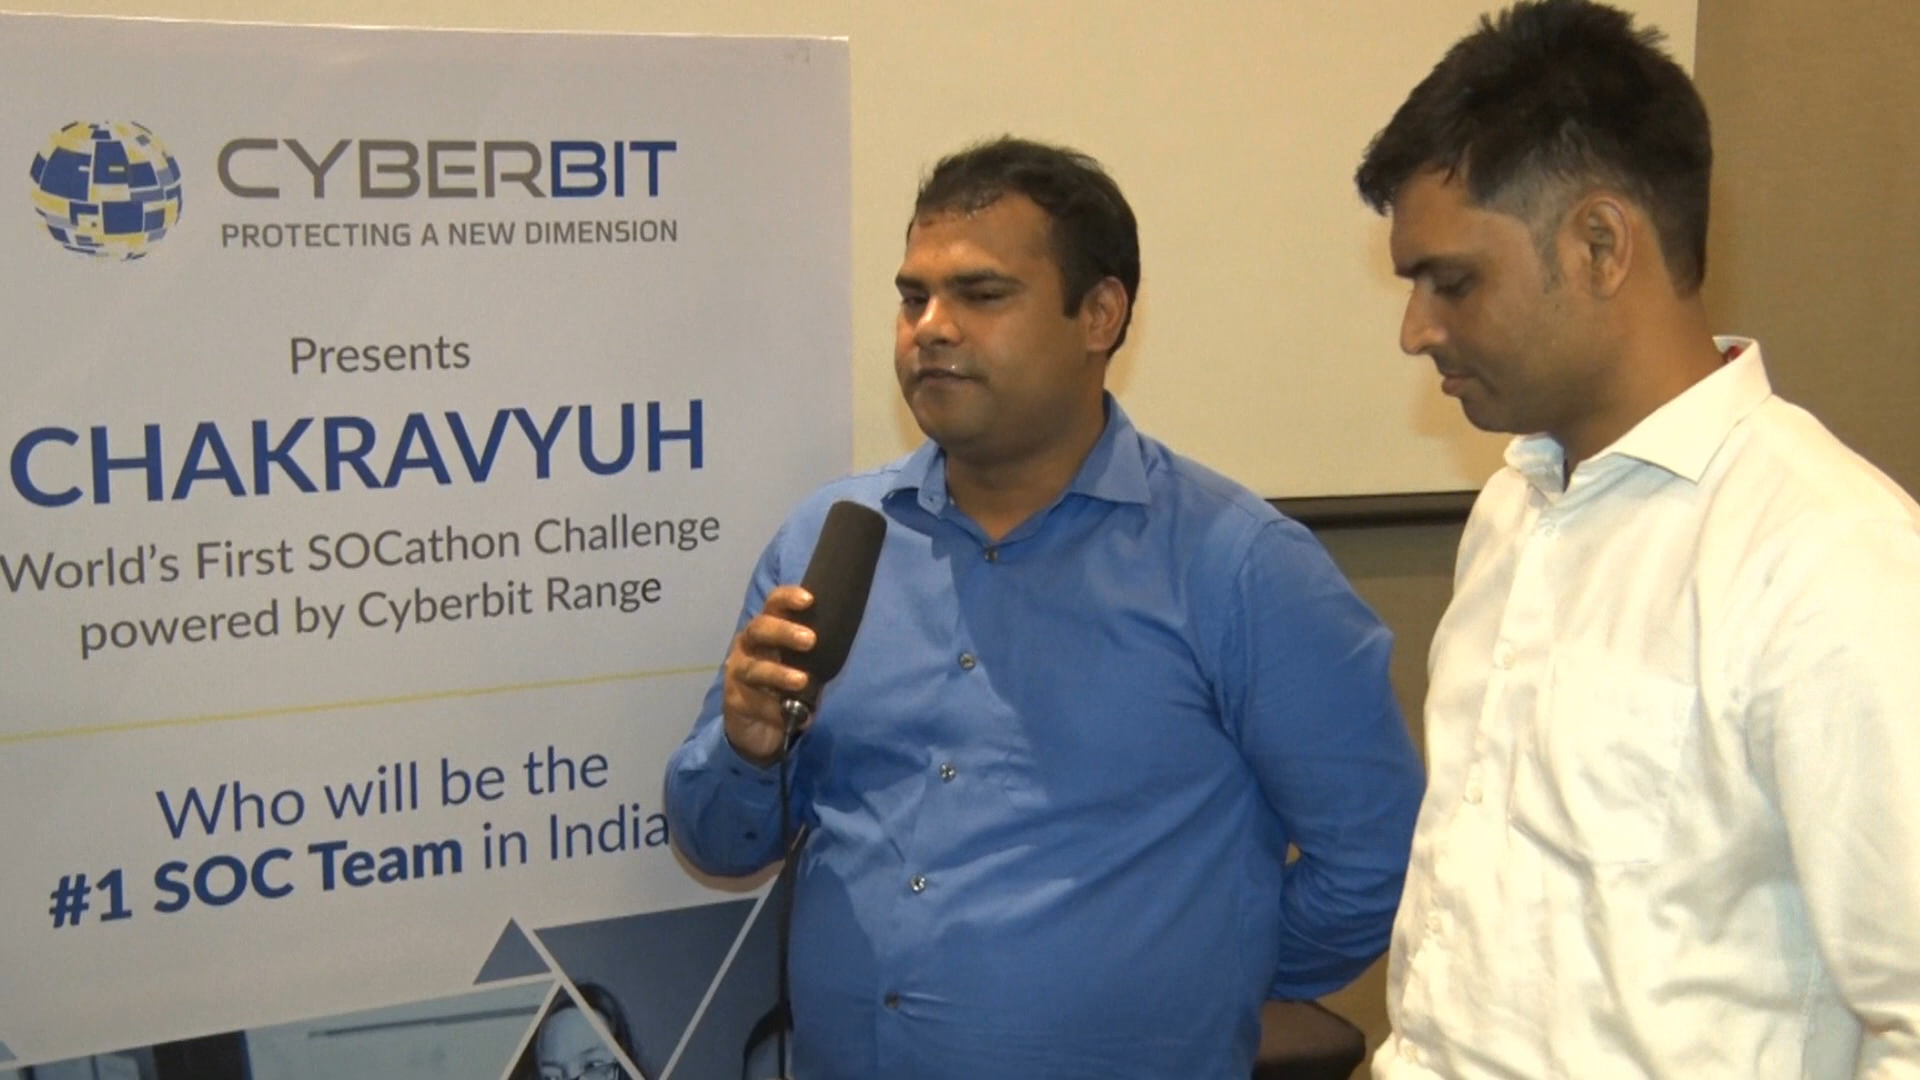 CYBERBIT
PROTECTING A NEW DIMENSION
Presents
CHAKRAVYUH
World's First SOCathon Challenge
powered by Cyberbit Range
Who will be the
#1 SOC Team in India